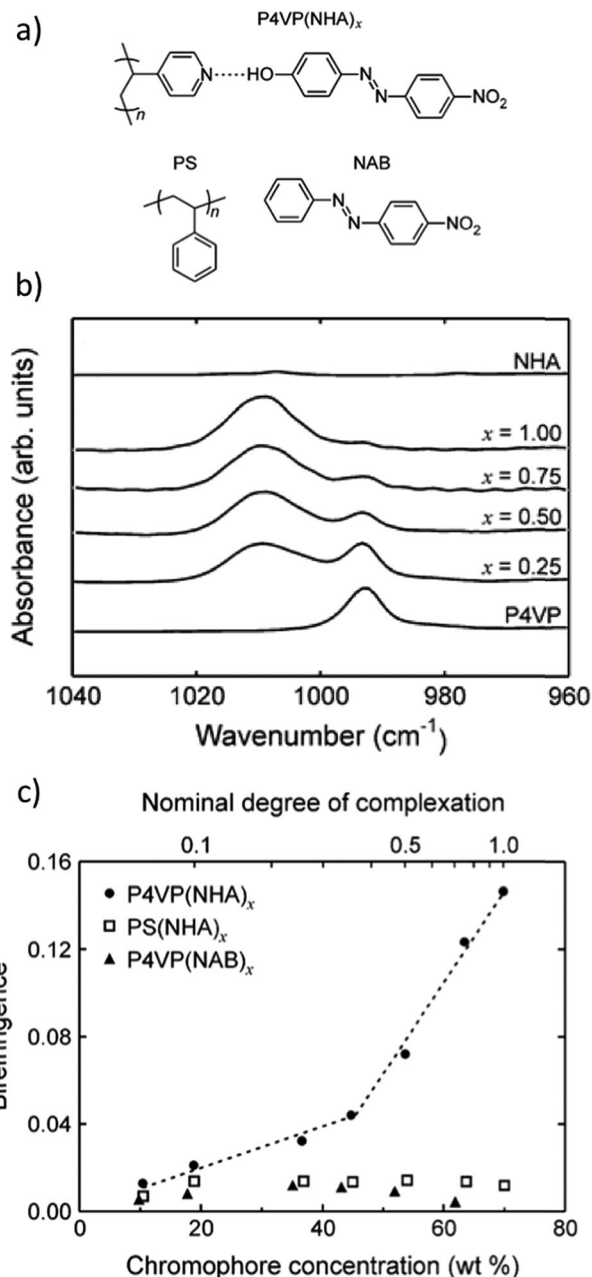 a)
P4VP(NHA)x
n
N
HO
N
N
NO2
PS
NAB
n
N
N
NO2
b)
Absorbance (arb. units)
NHA
x = 1.00
x = 0.75
x = 0.50
x = 0.25
P4VP
1040 1020 1000 980 960
Wavenumber (cm-1)
c)
Nominal degree of complexation
0.1 0.5 1.0
0.16
P4VP(NHA)x
PS(NHA)x
P4VP(NAB)x
0.12
0.08
0.04
0.00
0 20 40 60 80
Chromophore concentration (wt %)